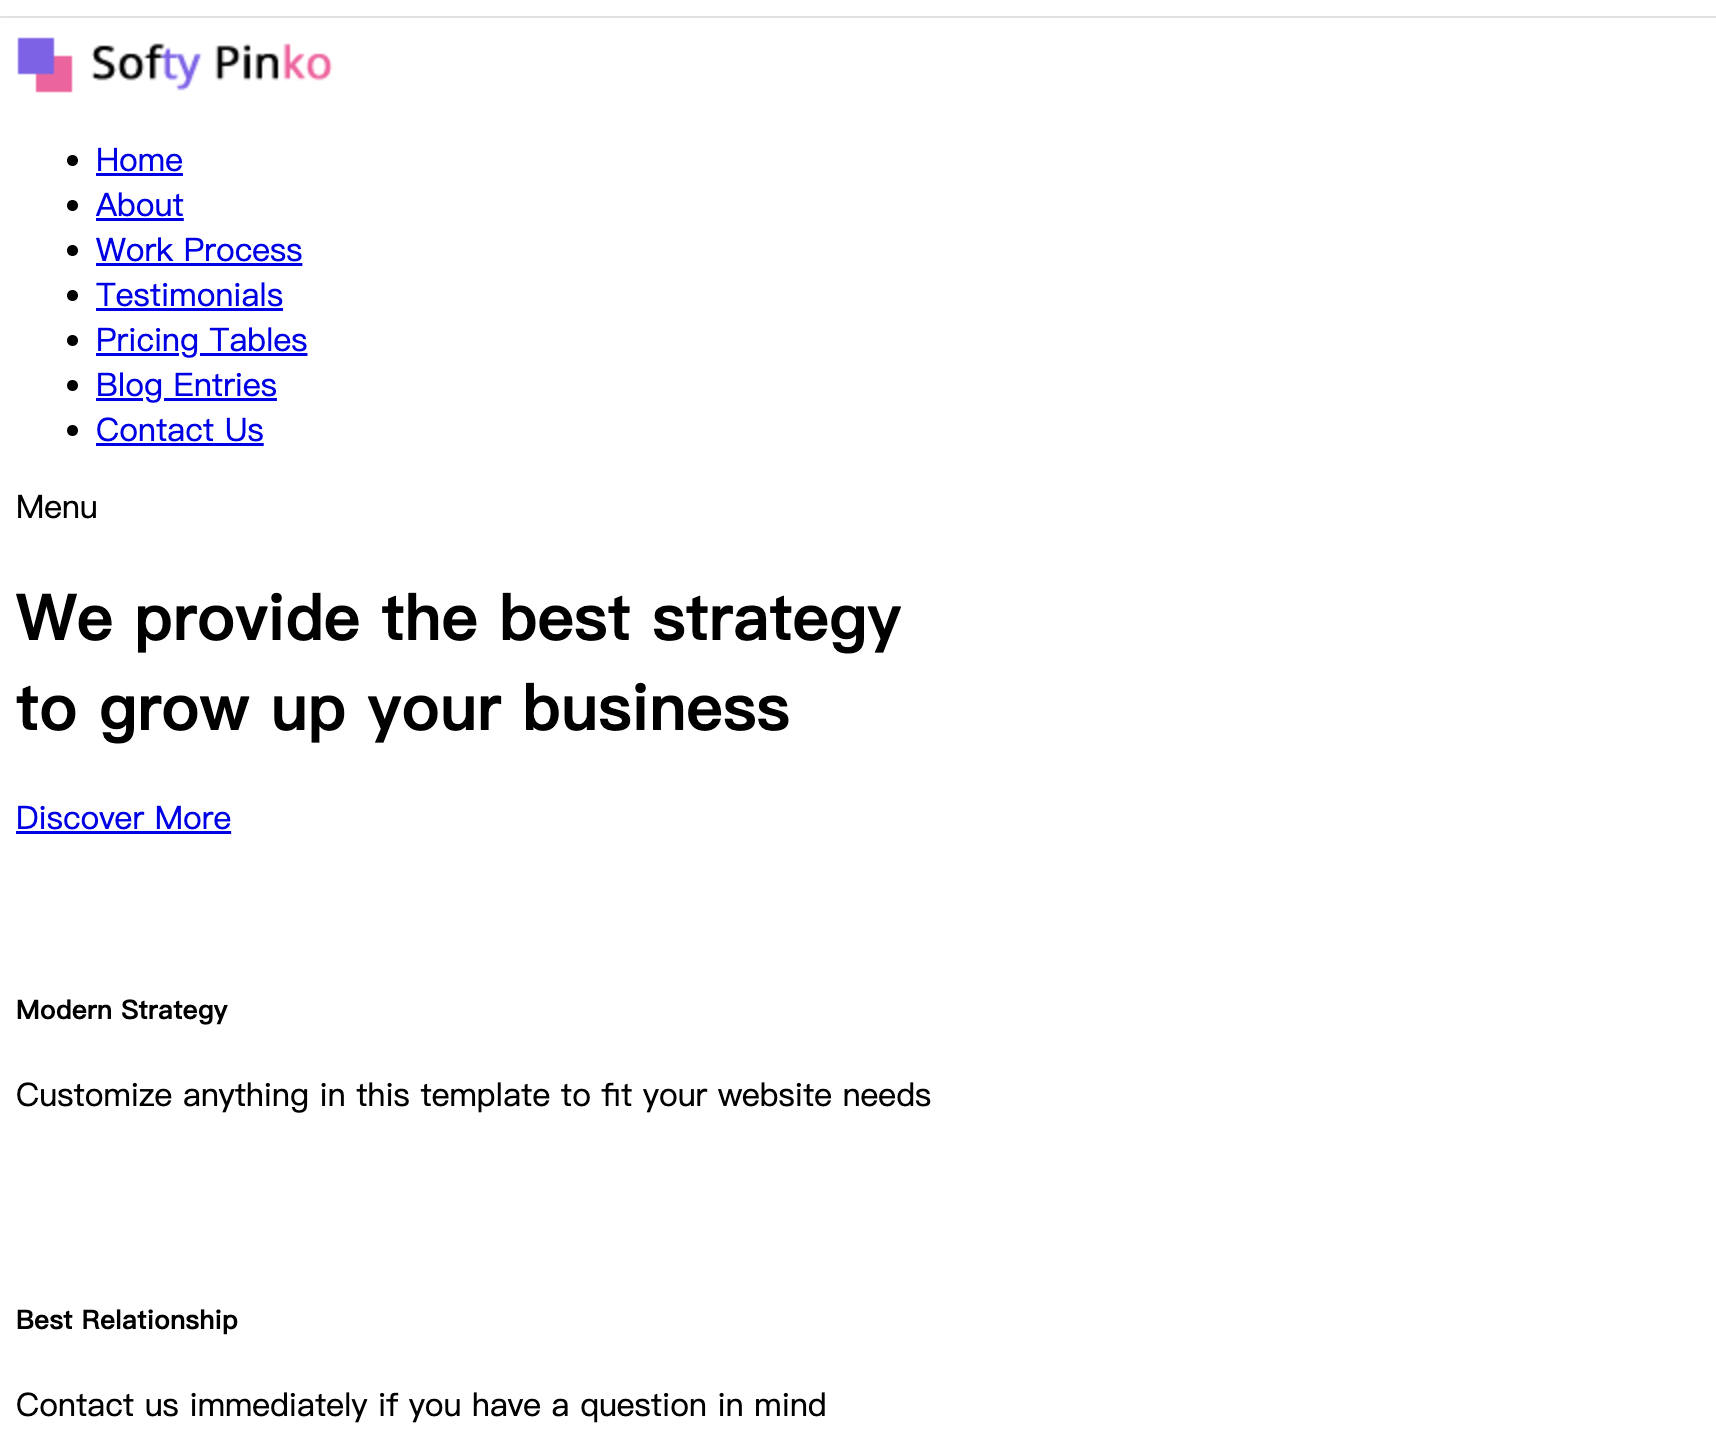 Softy Pinko
Home
About
Work Process
Testimonials
Pricing Tables
Blog Entries
Contact Us
Menu
We provide the best strategy
to grow up your business
Discover More
Modern Strategy
Customize anything in this template to fit your website needs
Best Relationship
Contact us immediately if you have a question in mind